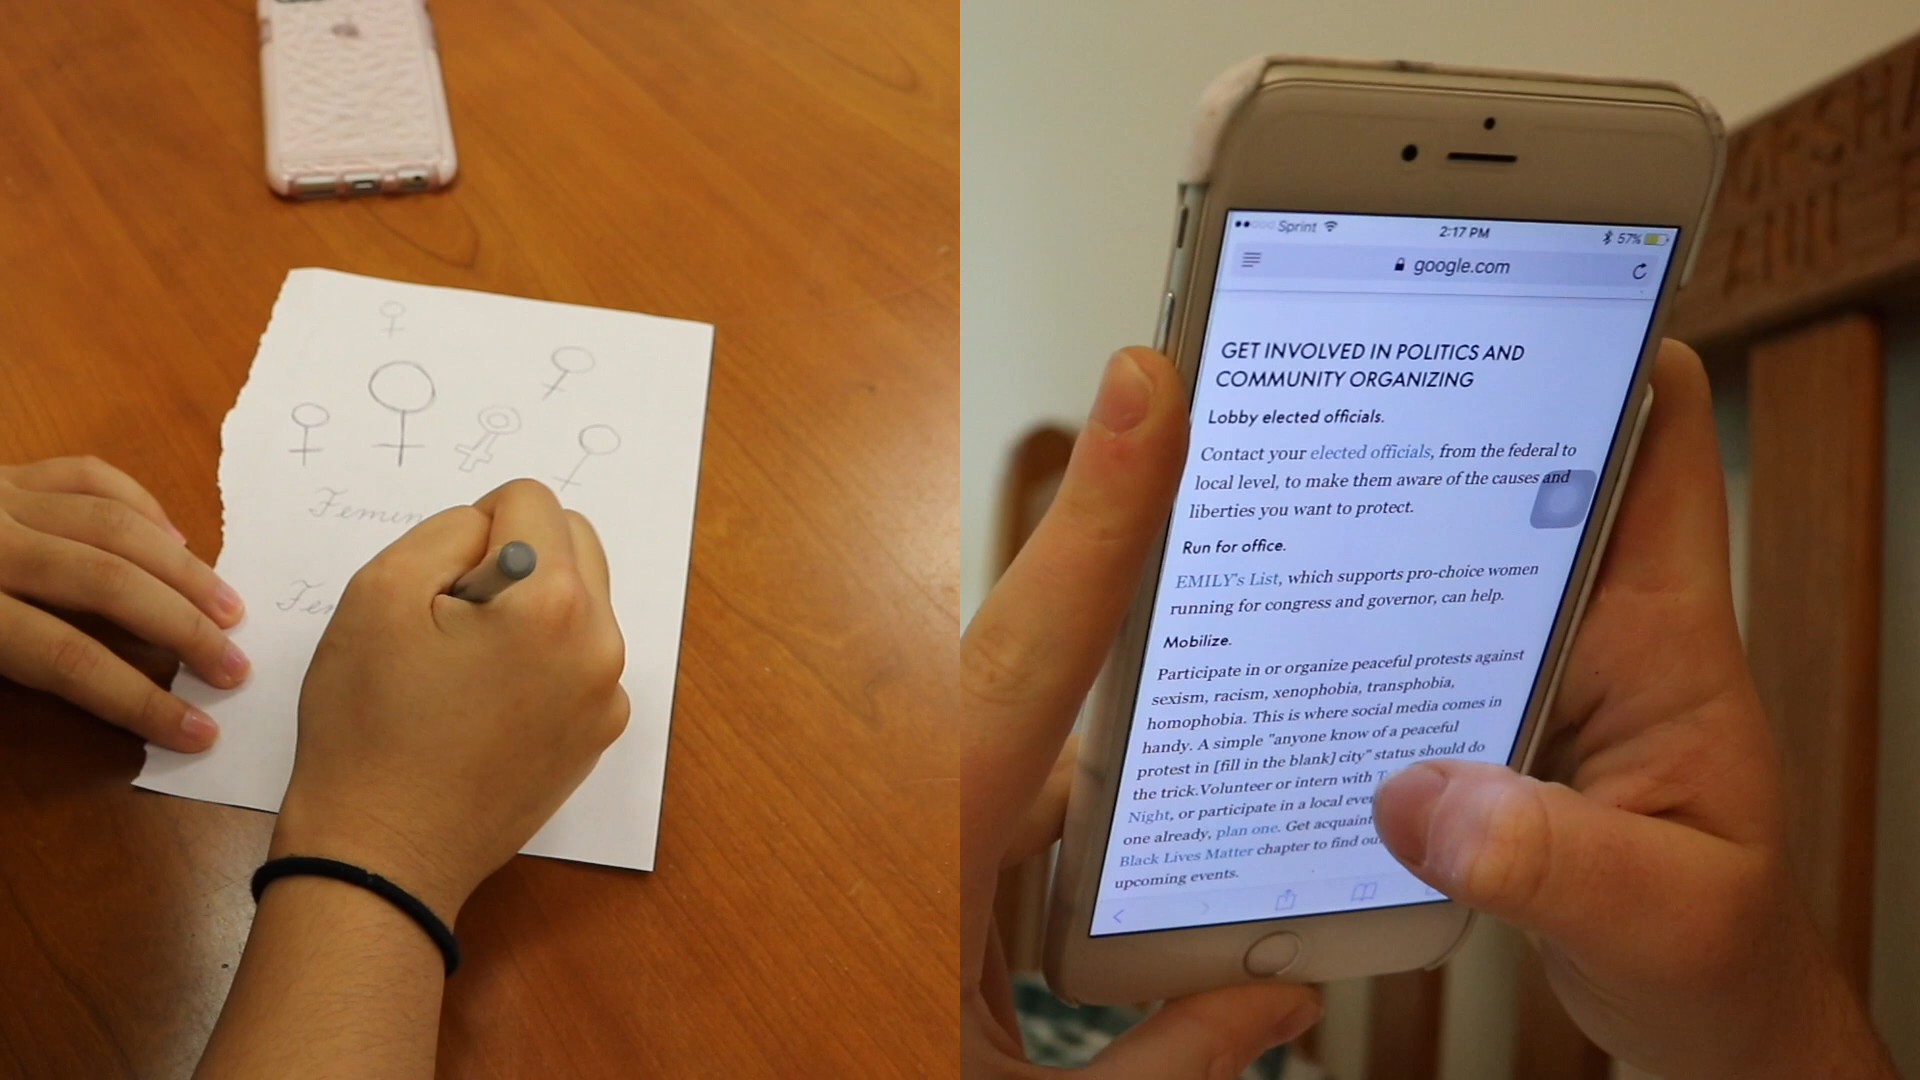 Femin
Fem
Sprint
2:17 PM
57%
google.com
GET INVOLVED IN POLITICS AND
COMMUNITY ORGANIZING
Lobby elected officials.
Contact your elected officials, from the federal to
local level, to make them aware of the causes and
liberties you want to protect.
Run for office.
EMILY's List, which supports pro-choice women
running for congress and governor, can help.
Mobilize.
Participate in or organize peaceful protests against
sexism, racism, xenophobia, transphobia,
homophobia. This is where social media comes in
handy. A simple "anyone know of a peaceful
protest in [fill in the blank] city" status should do
the trick.Volunteer or intern with
Night, or participate in a local
one already, plan one. Get
Black Lives Matter chapter to find
upcoming events.